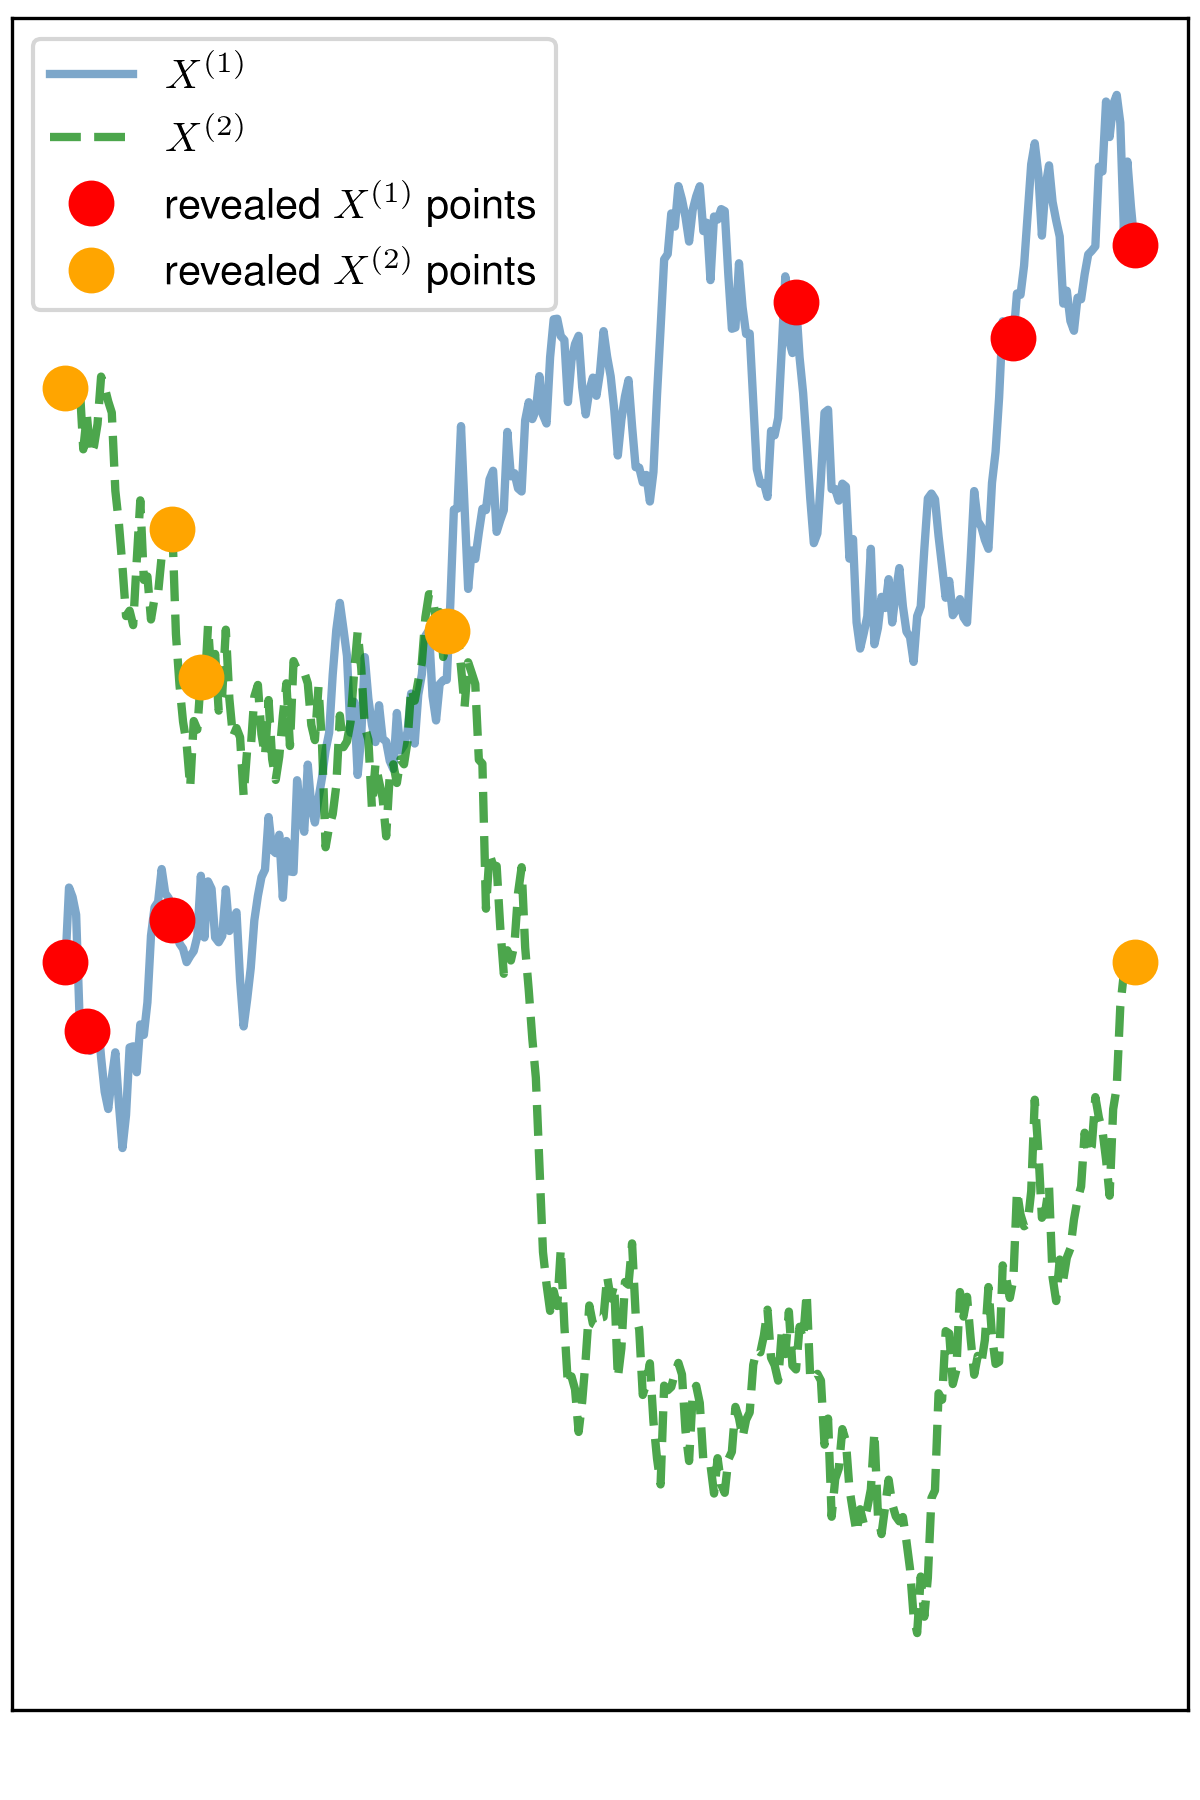 X^(1)
X^(2)
revealed X^(1) points
revealed X^(2) points